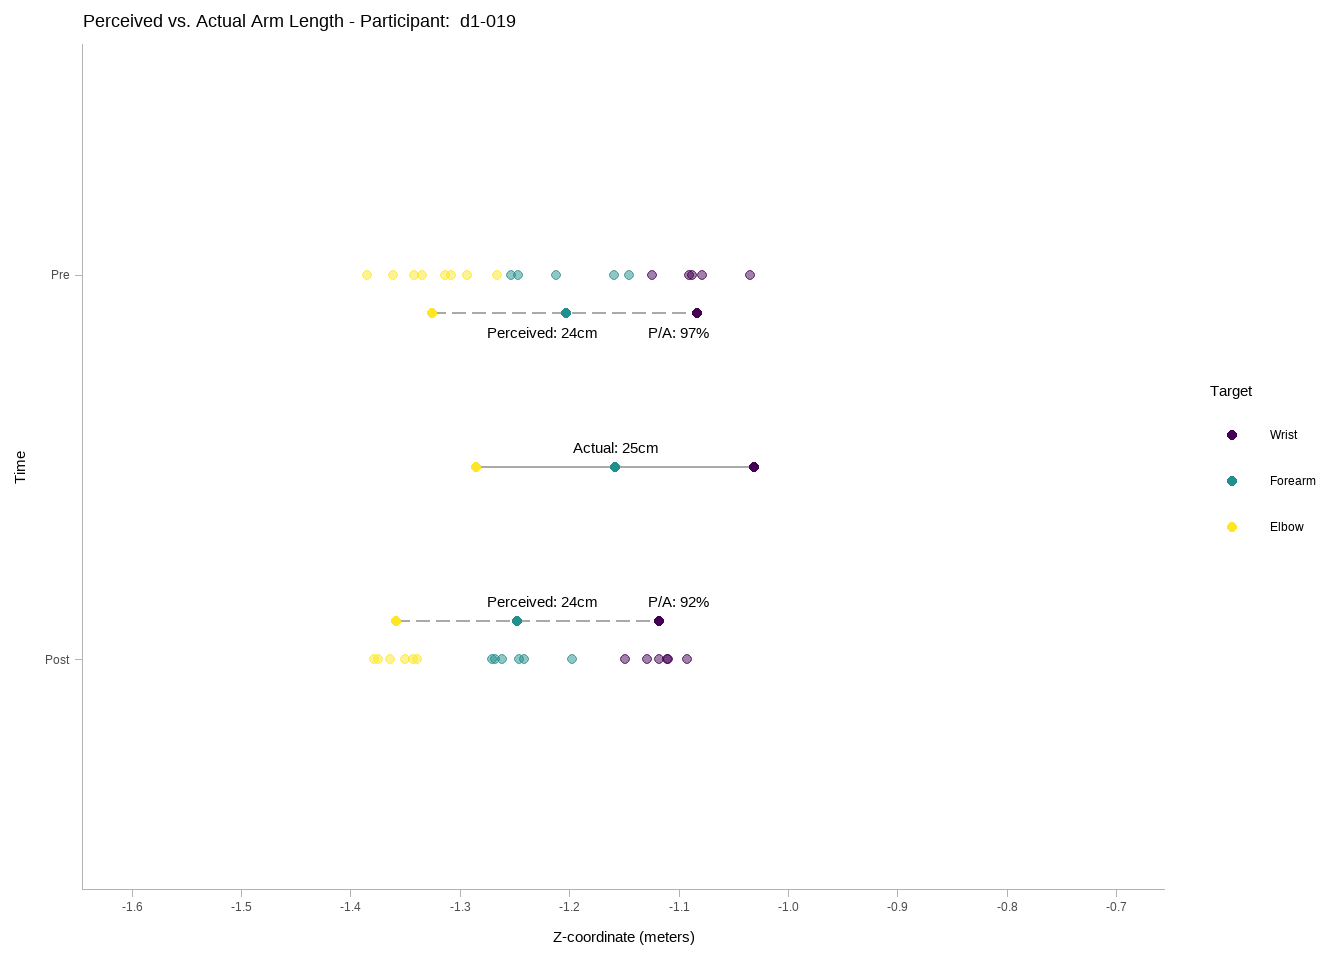 Perceived vs. Actual Arm Length - Participant:  d1-019
Pre
Perceived: 24cm
P/A: 97%
Actual: 25cm
Time
Perceived: 24cm
P/A: 92%
Post
-1.6
-1.5
-1.4
-1.3
-1.2
-1.1
-1.0
-0.9
-0.8
-0.7
Z-coordinate (meters)
Target
Wrist
Forearm
Elbow